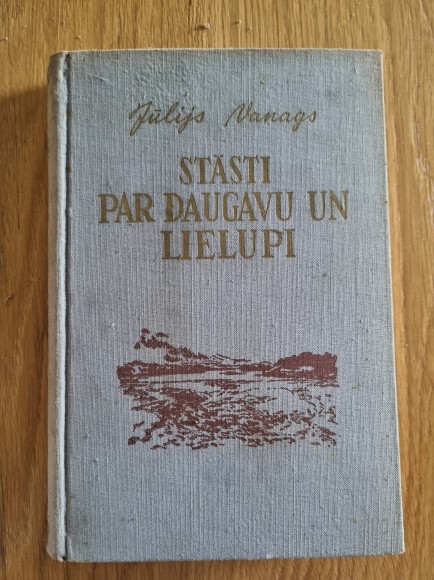 Jūlijs Vanags
STĀSTI
PAR DAUGAVU UN
LIELUPI